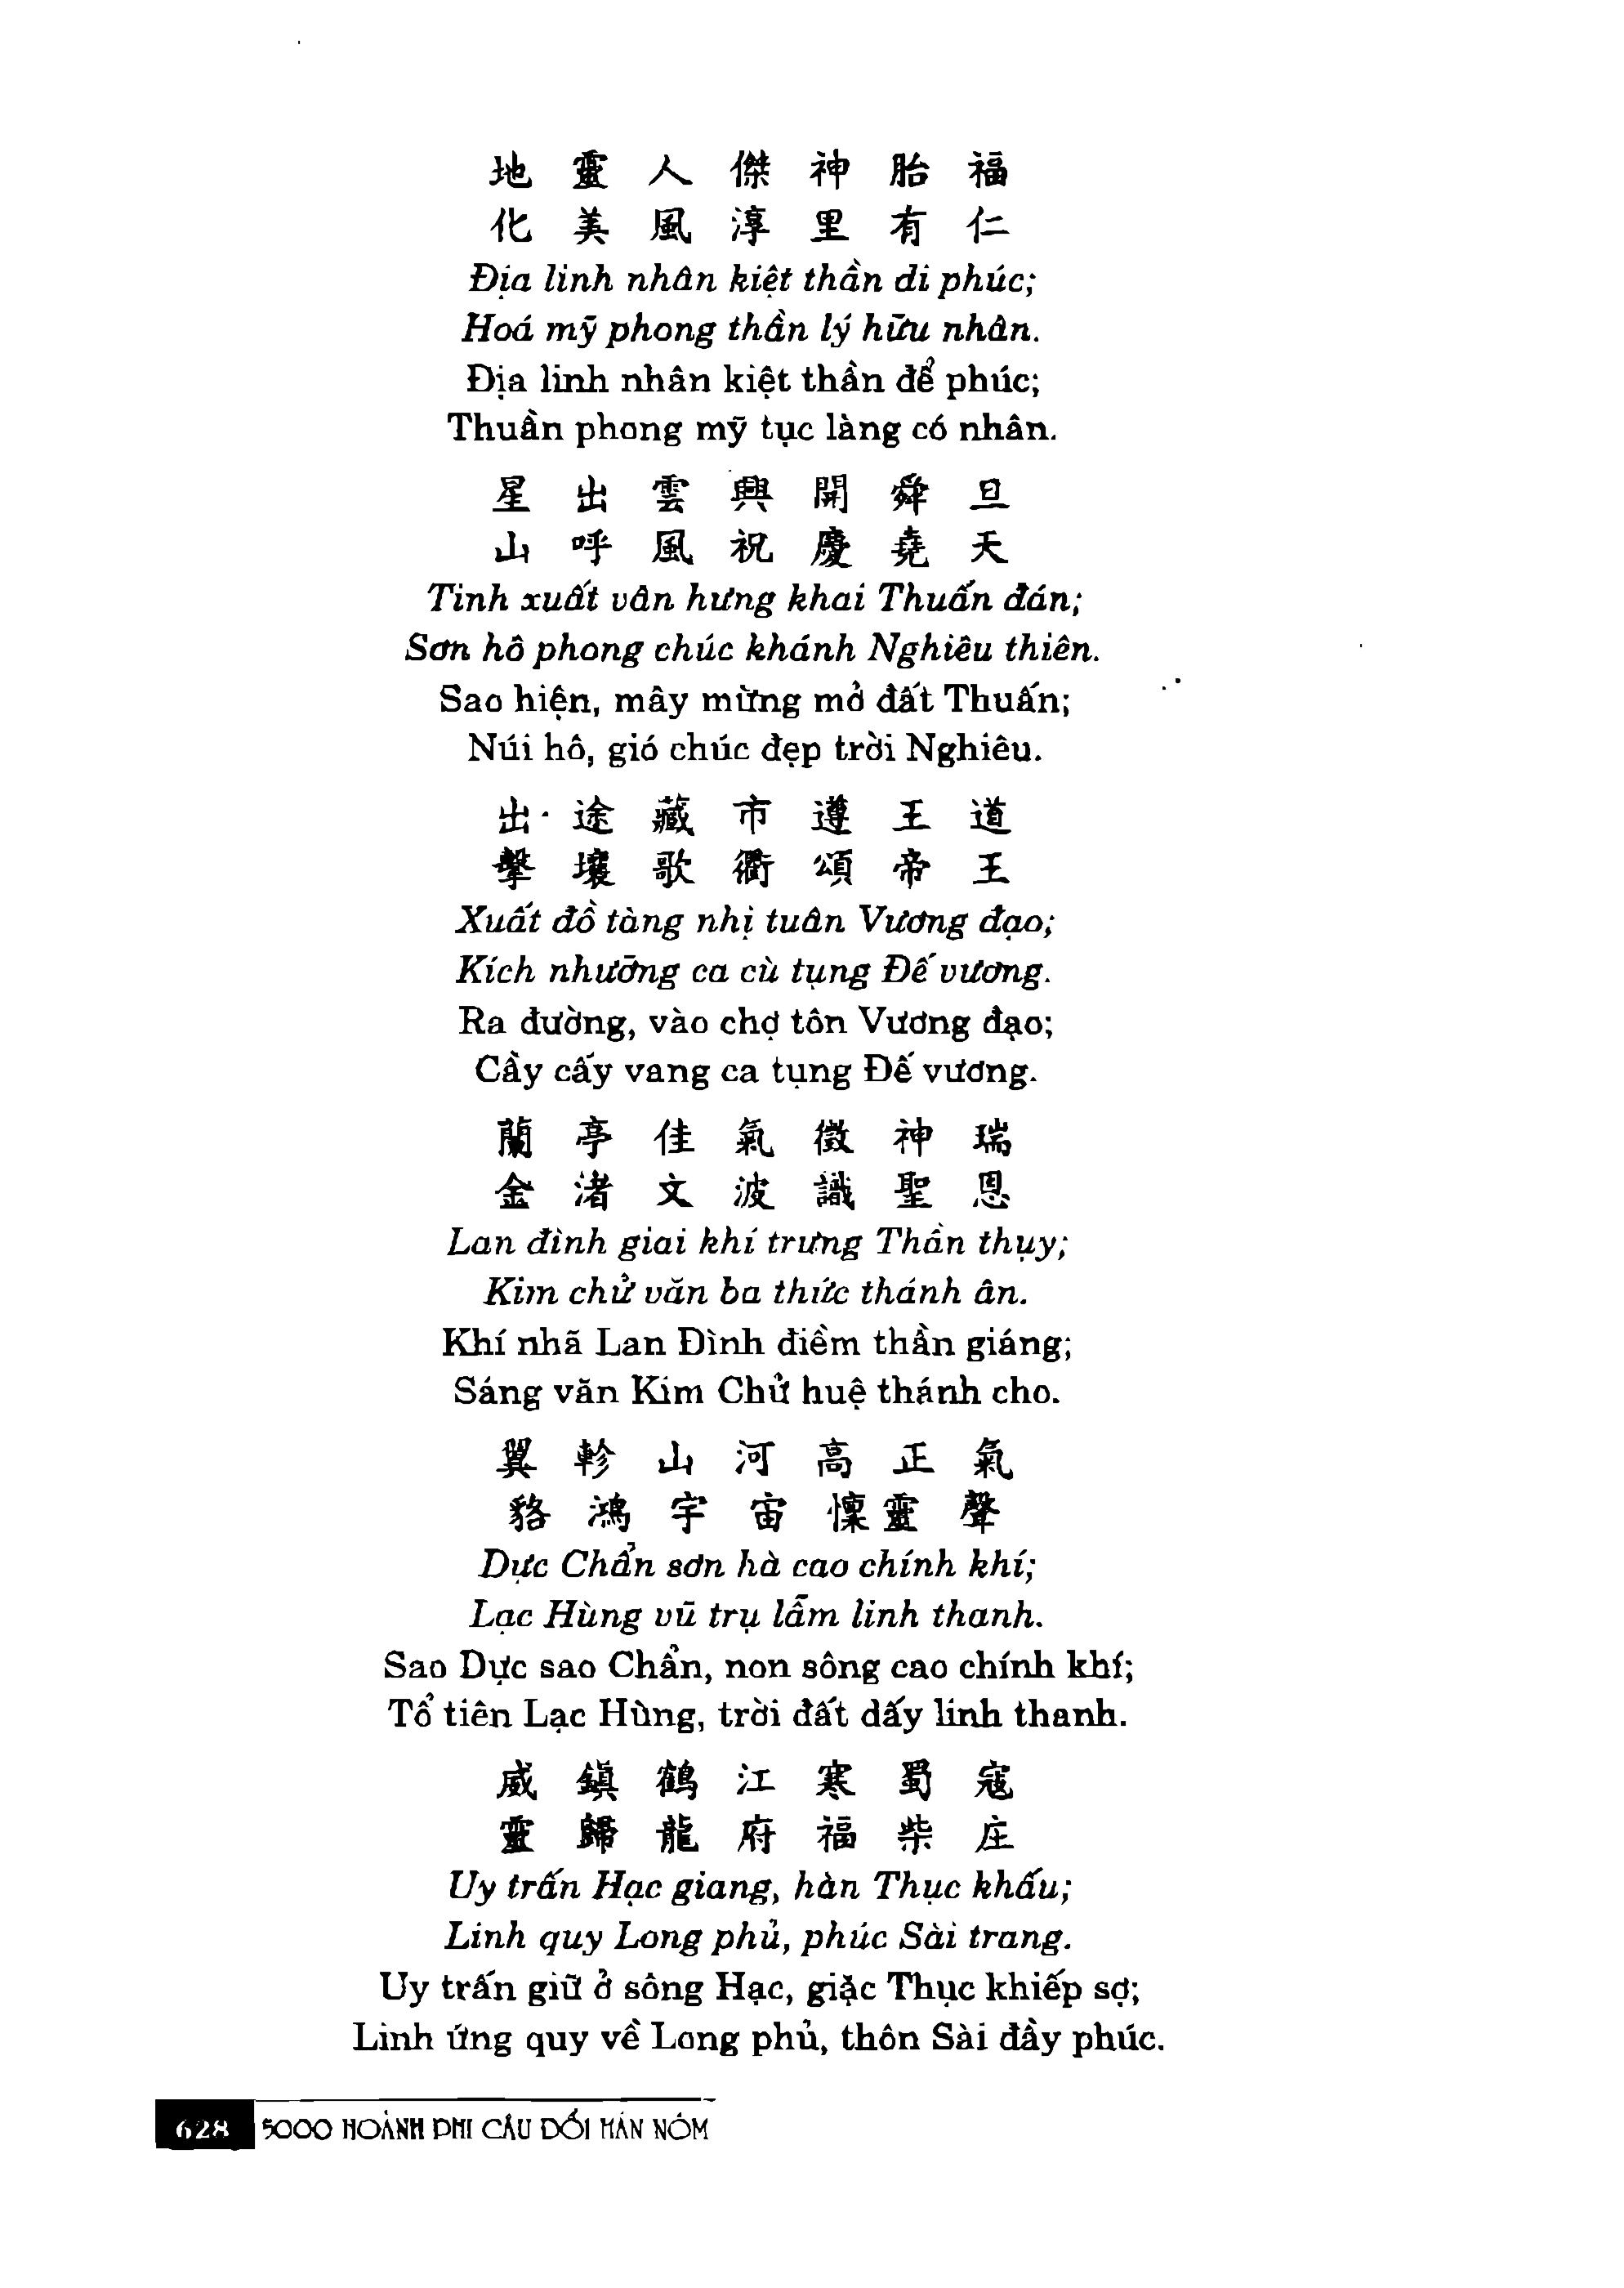 地靈人傑神胎福
化美風淳里有仁
Địa linh nhân kiệt thần di phúc;
Hoá mỹ phong thần lý hữu nhân.
Địa linh nhân kiệt thần để phúc;
Thuần phong mỹ tục làng có nhân.
星出雲興開舜旦
山呼風祝慶堯天
Tinh xuất vân hưng khai Thuấn đán;
Sơn hô phong chúc khánh Nghiêu thiên.
Sao hiện, mây mừng mở đất Thuấn;
Núi hô, gió chúc đẹp trời Nghiêu.
出途藏市遵王道
擊壤歌衢頌帝王
Xuất đồ tàng nhị tuân Vương đạo;
Kích nhưỡng ca cù tụng Đế vương.
Ra đường, vào chợ tôn Vương đạo;
Cầy cấy vang ca tụng Đế vương.
蘭亭佳氣徵神瑞
金渚文波識聖恩
Lan đình giai khí trưng Thần thụy;
Kim chử văn ba thức thánh ân.
Khí nhã Lan Đình điềm thần giáng;
Sáng văn Kim Chử huệ thánh cho.
翼軫山河高正氣
貉鴻宇宙懍靈聲
Dực Chẩn sơn hà cao chính khí;
Lạc Hùng vũ trụ lẫm linh thanh.
Sao Dực sao Chẩn, non sông cao chính khí;
Tổ tiên Lạc Hùng, trời đất dấy linh thanh.
威鎮鶴江寒蜀寇
靈歸龍府福柴庄
Uy trấn Hạc giang, hàn Thục khấu;
Linh quy Long phủ, phúc Sài trang.
Uy trấn giữ ở sông Hạc, giặc Thục khiếp sợ;
Linh ứng quy về Long phủ, thôn Sài đầy phúc.
628 5000 HOÀNH PHI CÂU ĐỐI HÁN NÔM